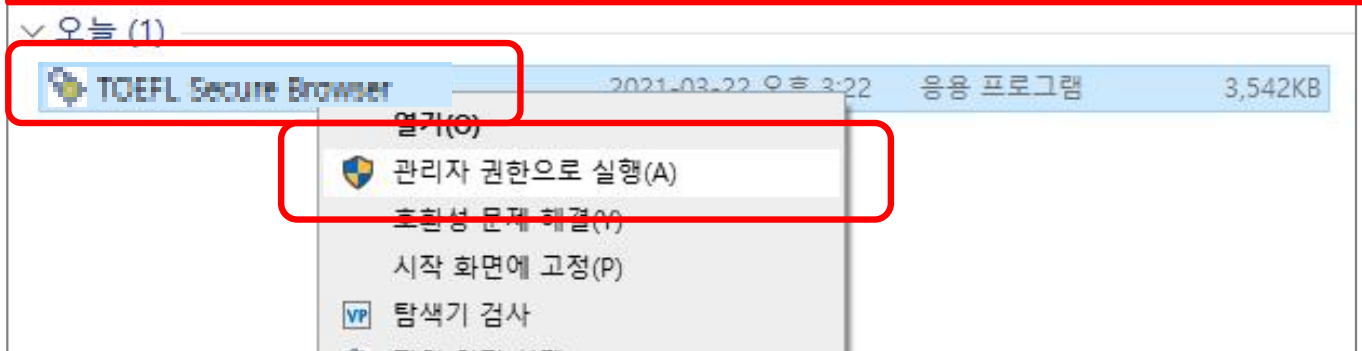 오늘 (1)
TOEFL Secure Browser 2021-03-22 오후 3:22 응용 프로그램 3,542KB
열기(O)
관리자 권한으로 실행(A)
호환성 문제 해결(Y)
시작 화면에 고정(P)
VP 탐색기 검사